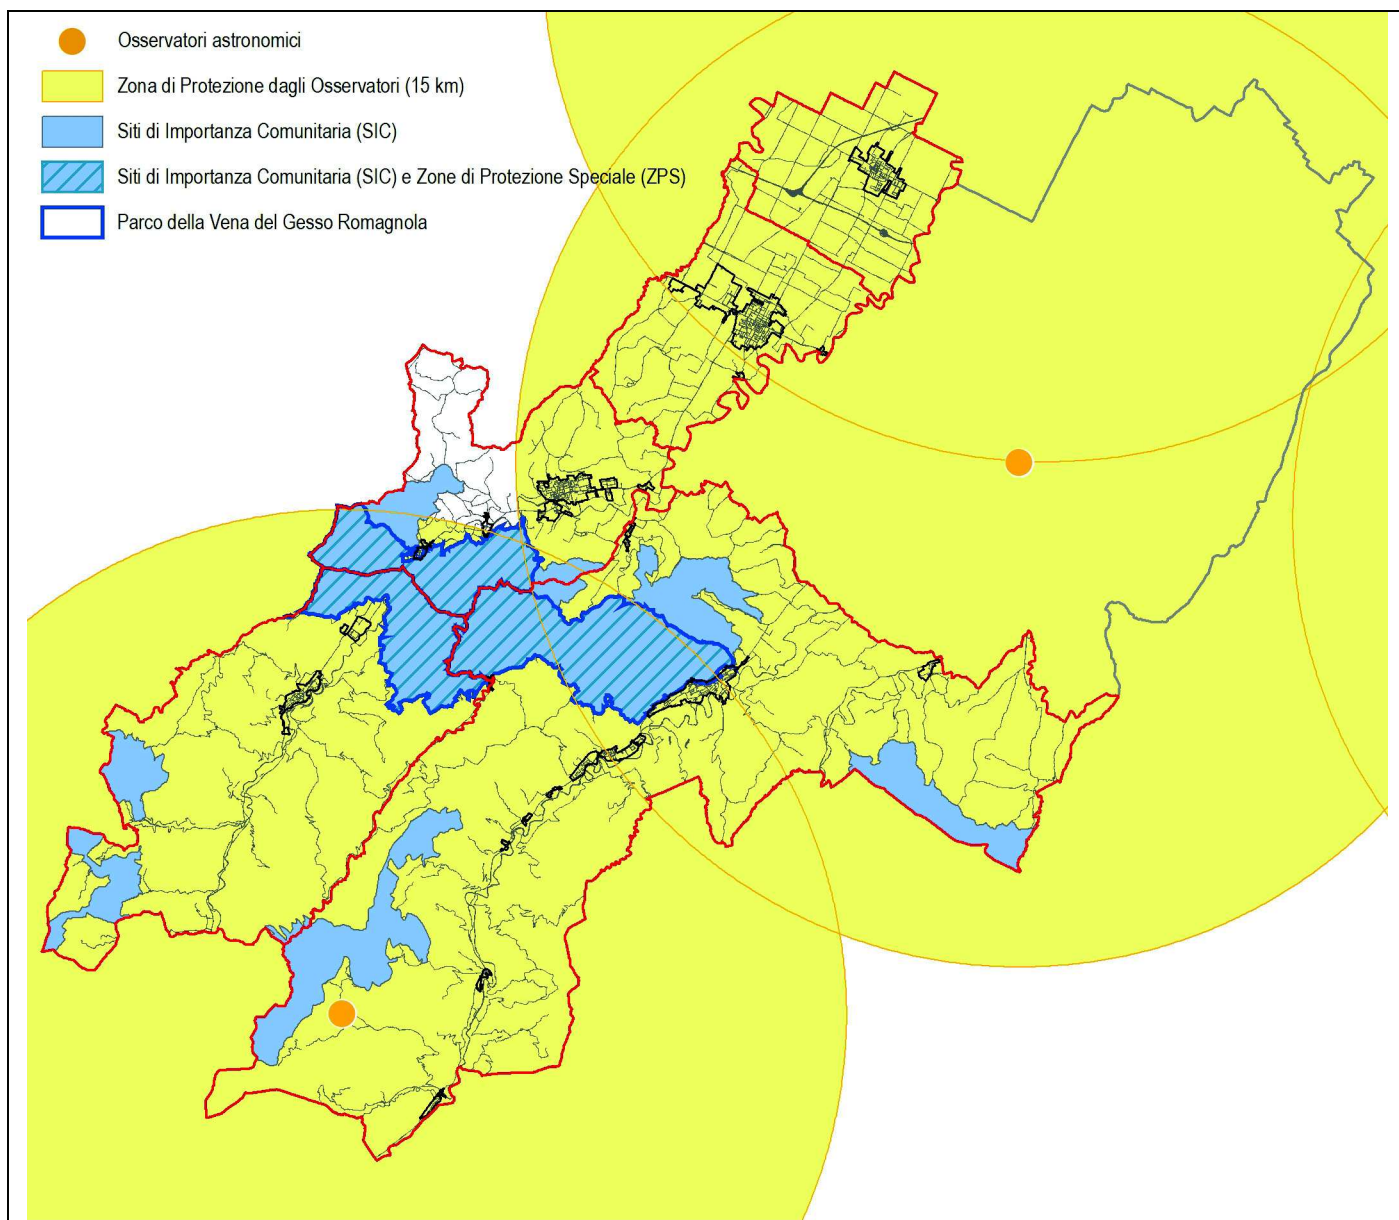 Osservatori astronomici
Zona di Protezione dagli Osservatori (15 km)
Siti di Importanza Comunitaria (SIC)
Siti di Importanza Comunitaria (SIC) e Zone di Protezione Speciale (ZPS)
Parco della Vena del Gesso Romagnola